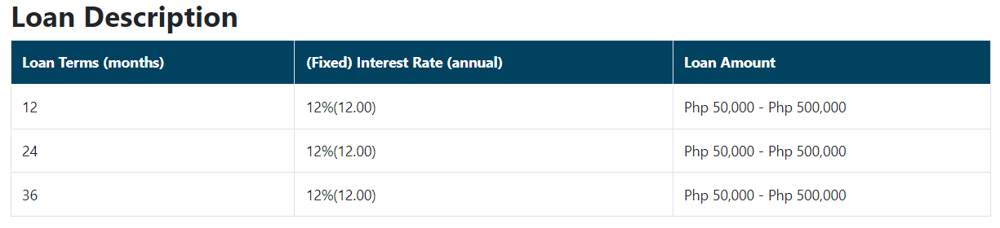 Loan Description
Loan Terms (months) (Fixed) Interest Rate (annual) Loan Amount
12 12%(12.00) Php 50,000 - Php 500,000
24 12%(12.00) Php 50,000 - Php 500,000
36 12%(12.00) Php 50,000 - Php 500,000